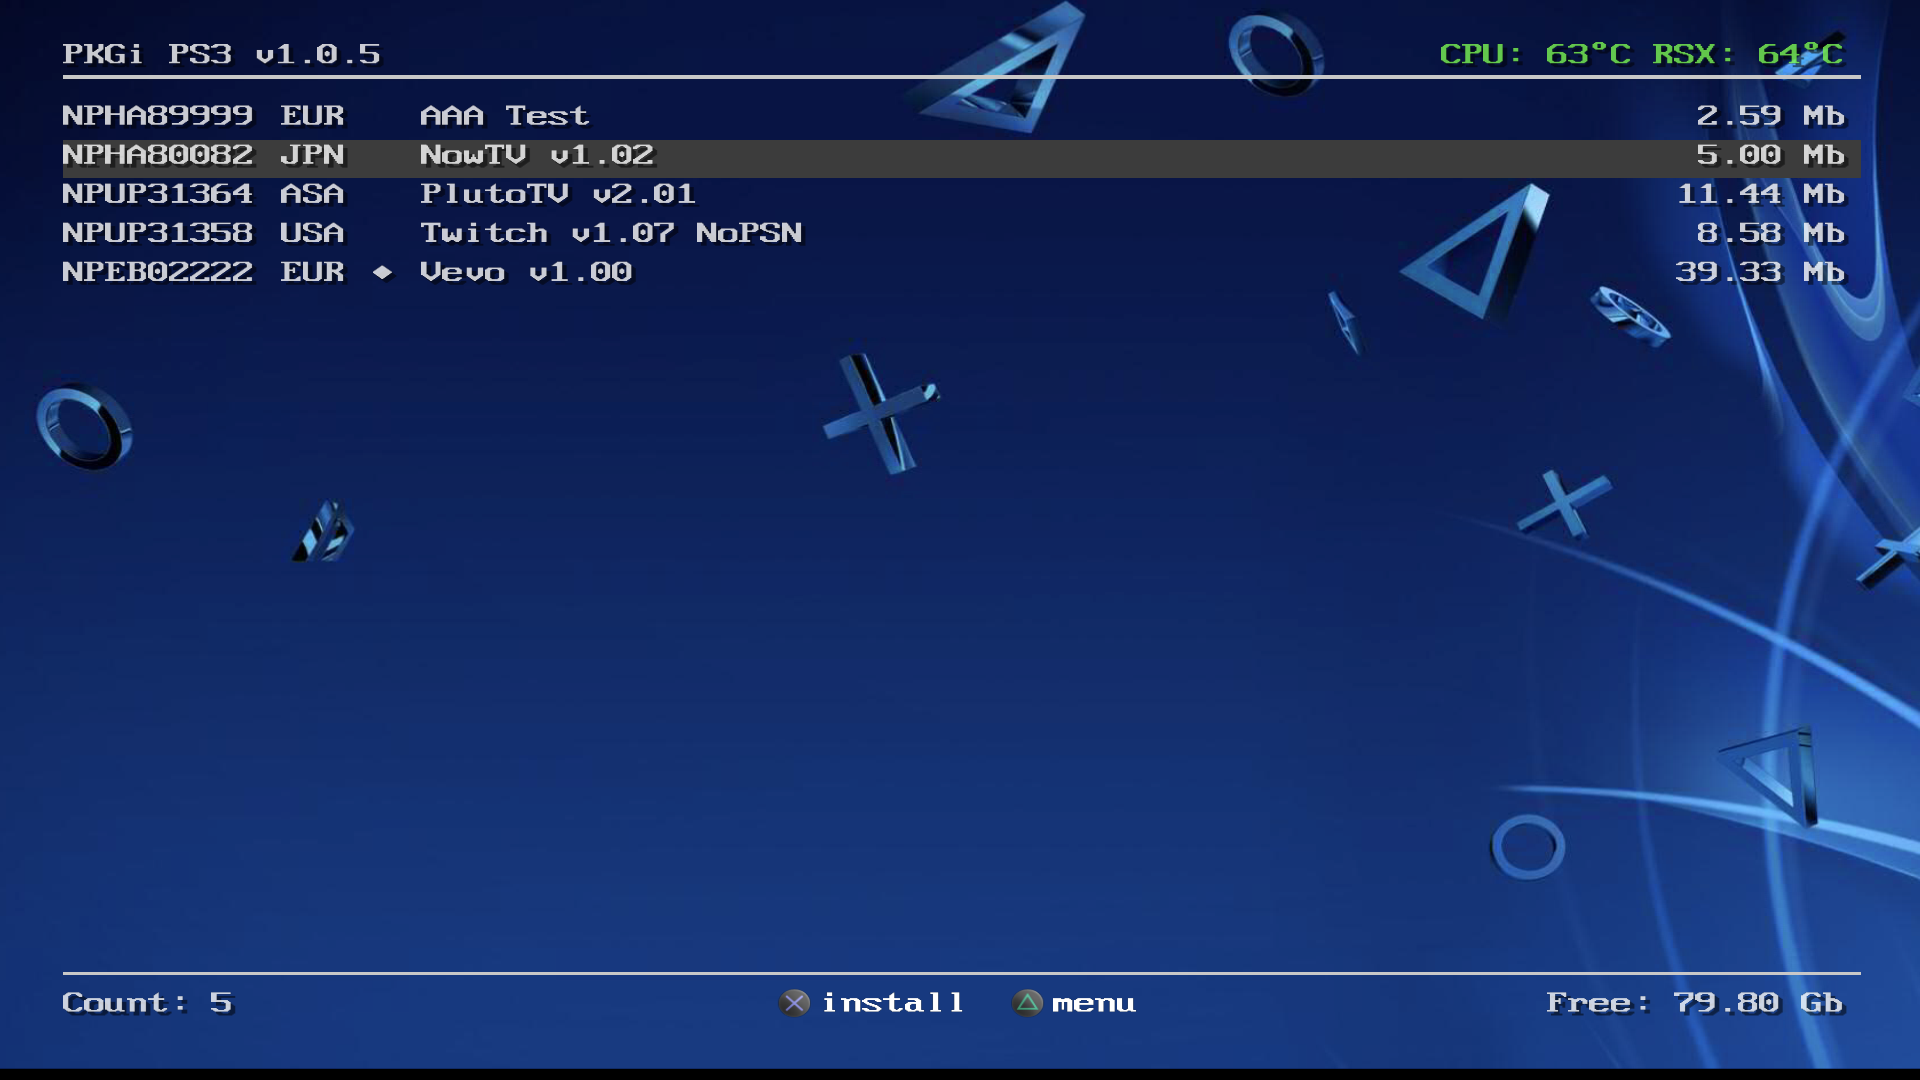 PKGi PS3 v1.0.5 CPU: 63°C RSX: 64°C
NPHA89999 EUR AAA Test 2.59 Mb
NPHA80082 JPN NowTV v1.02 5.00 Mb
NPUP31364 ASA PlutoTV v2.01 11.44 Mb
NPUP31358 USA Twitch v1.07 NoPSN 8.58 Mb
NPEB02222 EUR ◆ Vevo v1.00 39.33 Mb
Count: 5 install menu Free: 79.80 Gb